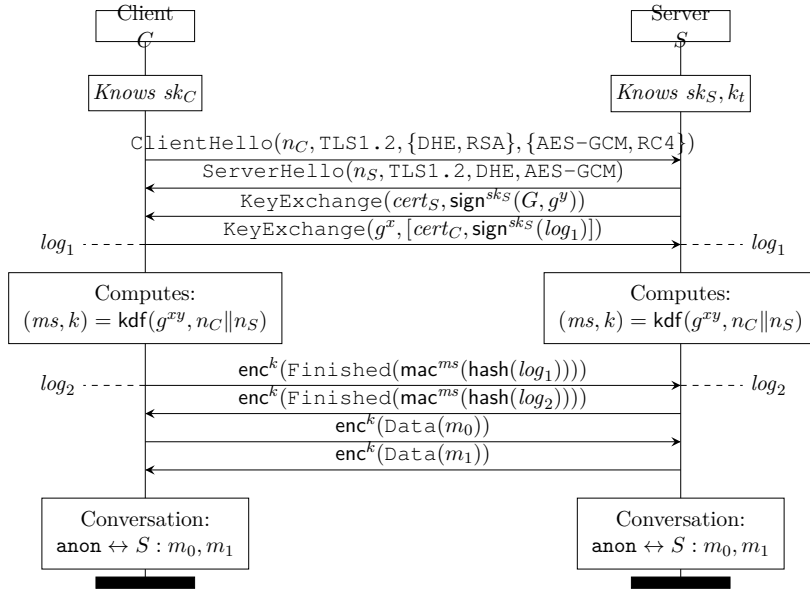 Client Server
C S
Knows sk_C Knows sk_S, k_t
ClientHello(n_C, TLS1.2, {DHE, RSA}, {AES-GCM, RC4})
ServerHello(n_S, TLS1.2, DHE, AES-GCM)
KeyExchange(cert_S, sign^{sk_S}(G, g^y))
KeyExchange(g^x, [cert_C, sign^{sk_S}(log_1)])
log_1 log_1
Computes: Computes:
(ms, k) = kdf(g^{xy}, n_C‖n_S) (ms, k) = kdf(g^{xy}, n_C‖n_S)
enc^k(Finished(mac^{ms}(hash(log_1))))
log_2 log_2
enc^k(Finished(mac^{ms}(hash(log_2))))
enc^k(Data(m_0))
enc^k(Data(m_1))
Conversation: Conversation:
anon ↔ S : m_0, m_1 anon ↔ S : m_0, m_1